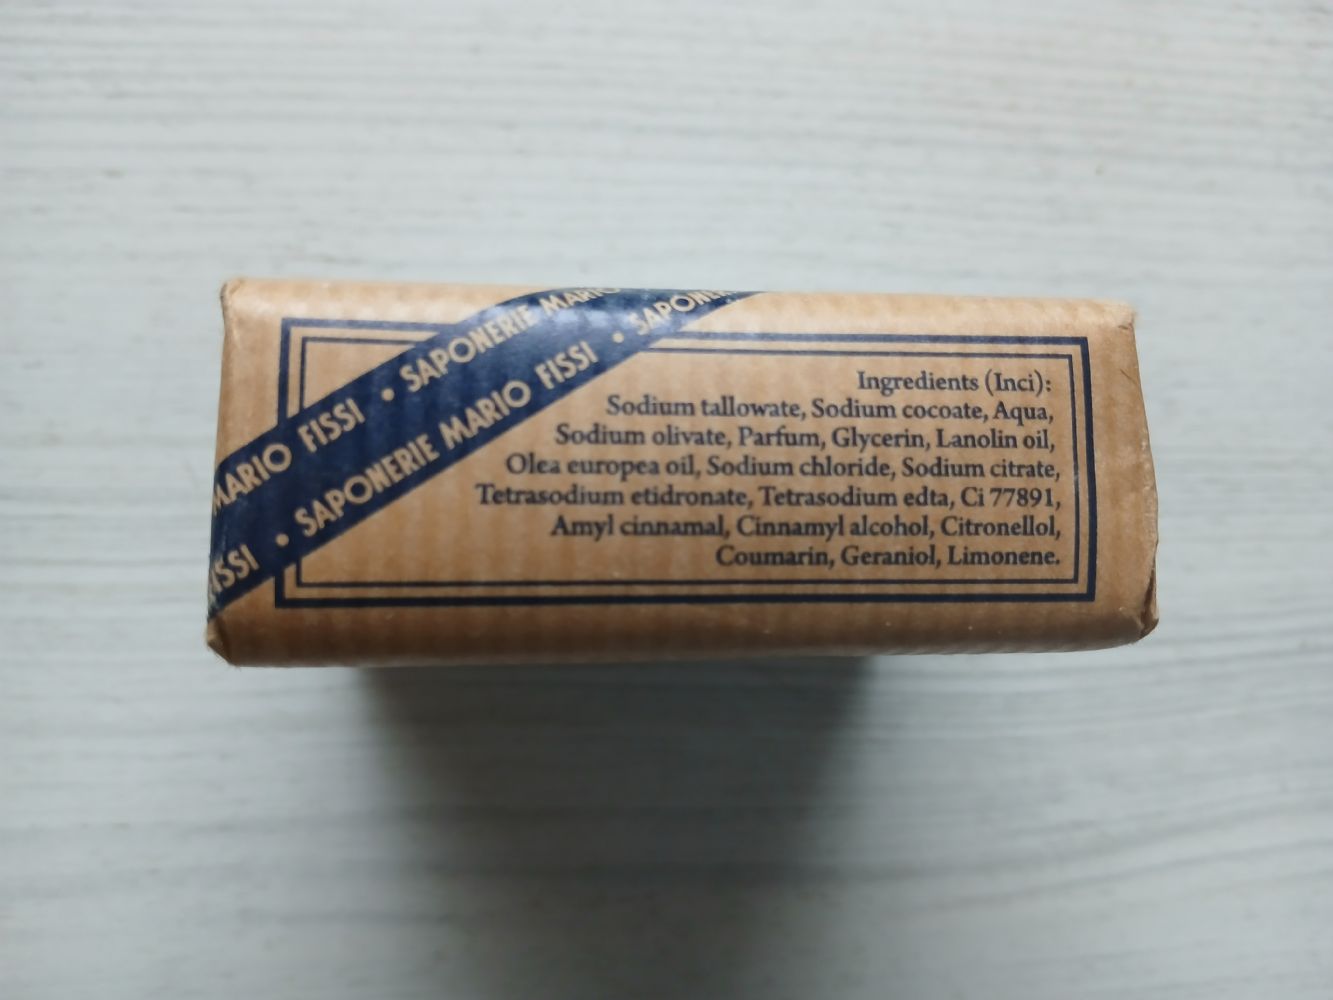 MARIO FISSI • SAPONERIE MARIO
FISSI • SAPONERIE MARIO FISSI •
Ingredients (Inci):
Sodium tallowate, Sodium cocoate, Aqua,
Sodium olivate, Parfum, Glycerin, Lanolin oil,
Olea europea oil, Sodium chloride, Sodium citrate,
Tetrasodium etidronate, Tetrasodium edta, Ci 77891,
Amyl cinnamal, Cinnamyl alcohol, Citronellol,
Coumarin, Geraniol, Limonene.